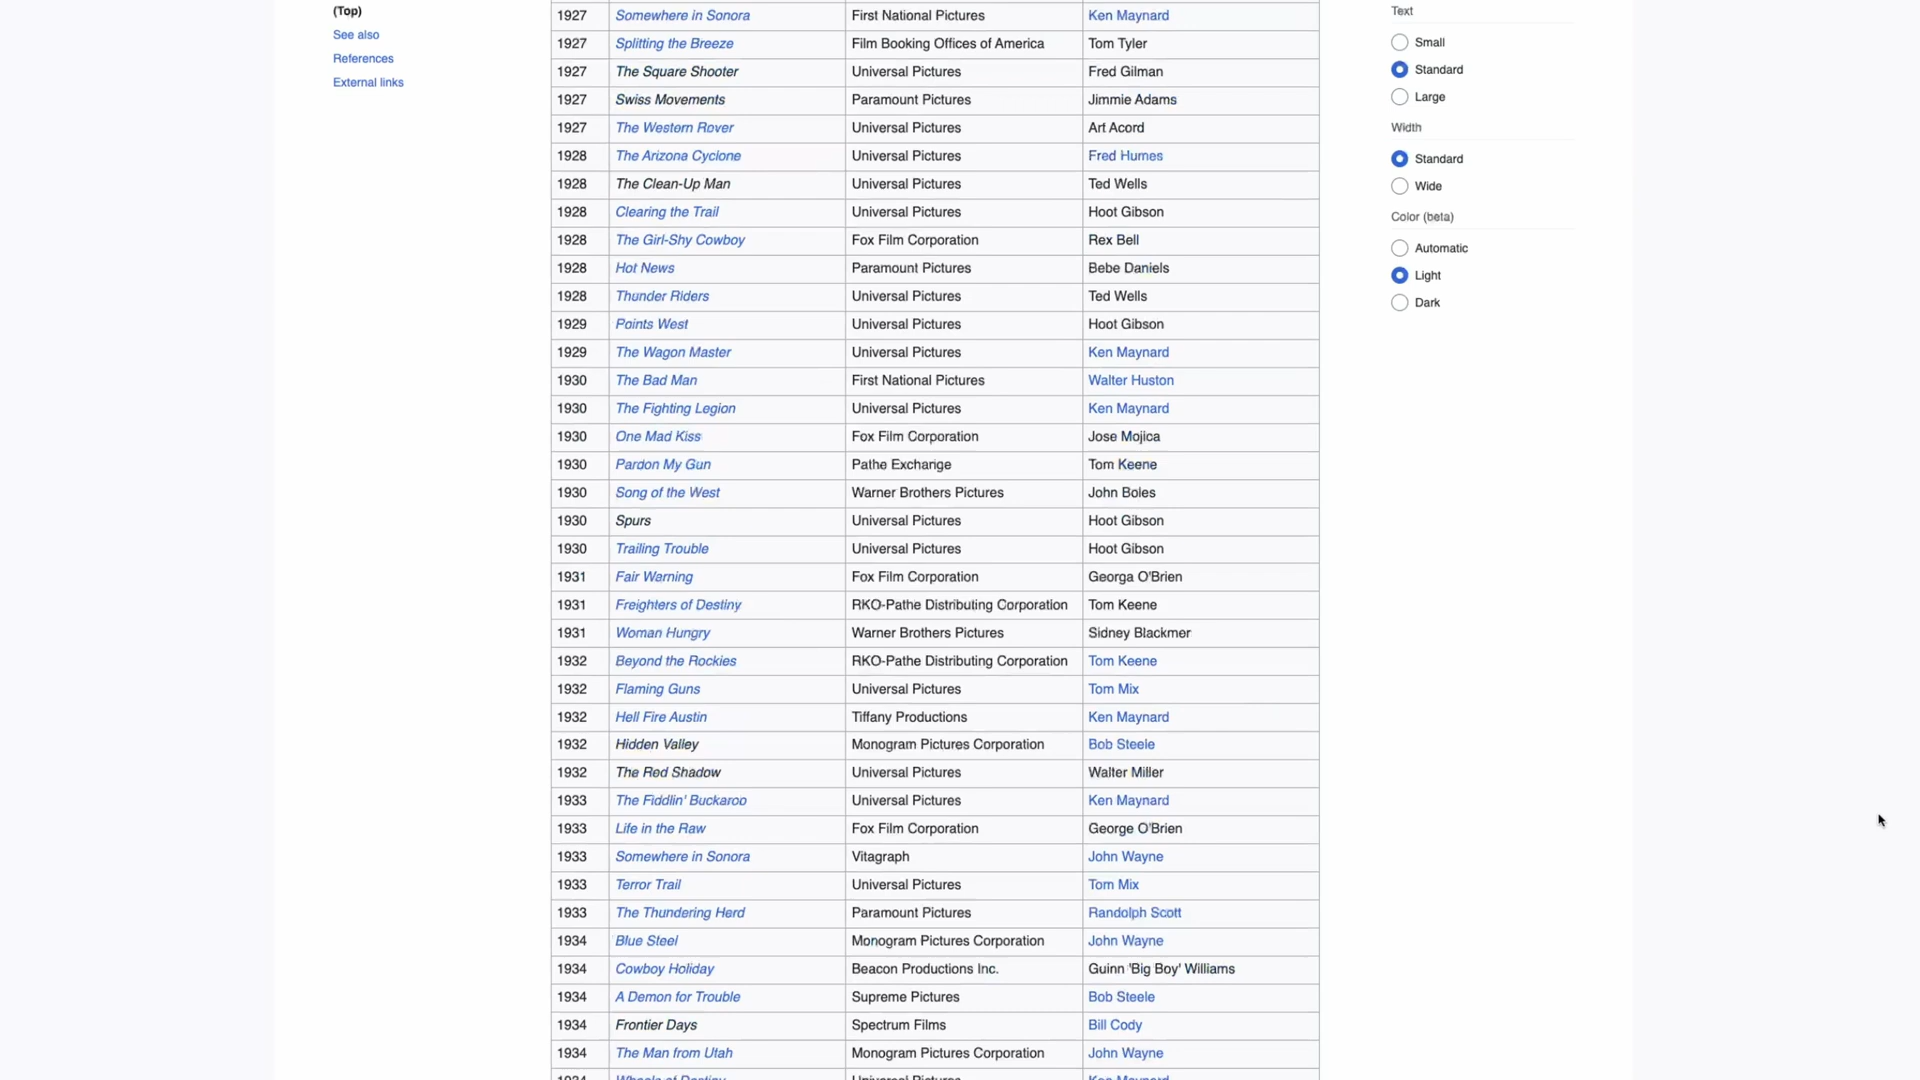 (Top)
See also
References
External links
1927 Somewhere in Sonora First National Pictures Ken Maynard
1927 Splitting the Breeze Film Booking Offices of America Tom Tyler
1927 The Square Shooter Universal Pictures Fred Gilman
1927 Swiss Movements Paramount Pictures Jimmie Adams
1927 The Western Rover Universal Pictures Art Acord
1928 The Arizona Cyclone Universal Pictures Fred Humes
1928 The Clean-Up Man Universal Pictures Ted Wells
1928 Clearing the Trail Universal Pictures Hoot Gibson
1928 The Girl-Shy Cowboy Fox Film Corporation Rex Bell
1928 Hot News Paramount Pictures Bebe Daniels
1928 Thunder Riders Universal Pictures Ted Wells
1929 Points West Universal Pictures Hoot Gibson
1929 The Wagon Master Universal Pictures Ken Maynard
1930 The Bad Man First National Pictures Walter Huston
1930 The Fighting Legion Universal Pictures Ken Maynard
1930 One Mad Kiss Fox Film Corporation Jose Mojica
1930 Pardon My Gun Pathe Exchange Tom Keene
1930 Song of the West Warner Brothers Pictures John Boles
1930 Spurs Universal Pictures Hoot Gibson
1930 Trailing Trouble Universal Pictures Hoot Gibson
1931 Fair Warning Fox Film Corporation Georga O'Brien
1931 Freighters of Destiny RKO-Pathe Distributing Corporation Tom Keene
1931 Woman Hungry Warner Brothers Pictures Sidney Blackmer
1932 Beyond the Rockies RKO-Pathe Distributing Corporation Tom Keene
1932 Flaming Guns Universal Pictures Tom Mix
1932 Hell Fire Austin Tiffany Productions Ken Maynard
1932 Hidden Valley Monogram Pictures Corporation Bob Steele
1932 The Red Shadow Universal Pictures Walter Miller
1933 The Fiddlin' Buckaroo Universal Pictures Ken Maynard
1933 Life in the Raw Fox Film Corporation George O'Brien
1933 Somewhere in Sonora Vitagraph John Wayne
1933 Terror Trail Universal Pictures Tom Mix
1933 The Thundering Herd Paramount Pictures Randolph Scott
1934 Blue Steel Monogram Pictures Corporation John Wayne
1934 Cowboy Holiday Beacon Productions Inc. Guinn 'Big Boy' Williams
1934 A Demon for Trouble Supreme Pictures Bob Steele
1934 Frontier Days Spectrum Films Bill Cody
1934 The Man from Utah Monogram Pictures Corporation John Wayne
1934 Wheels of Destiny Universal Pictures Ken Maynard
Text
Small
Standard
Large
Width
Standard
Wide
Color (beta)
Automatic
Light
Dark